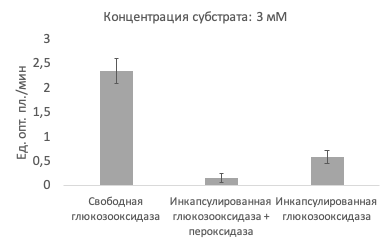 Концентрация субстрата: 3 мМ
Ед. опт. пл./мин
3
2,5
2
1,5
1
0,5
0
Свободная
глюкозооксидаза
Инкапсулированная
глюкозооксидаза +
пероксидаза
Инкапсулированная
глюкозооксидаза